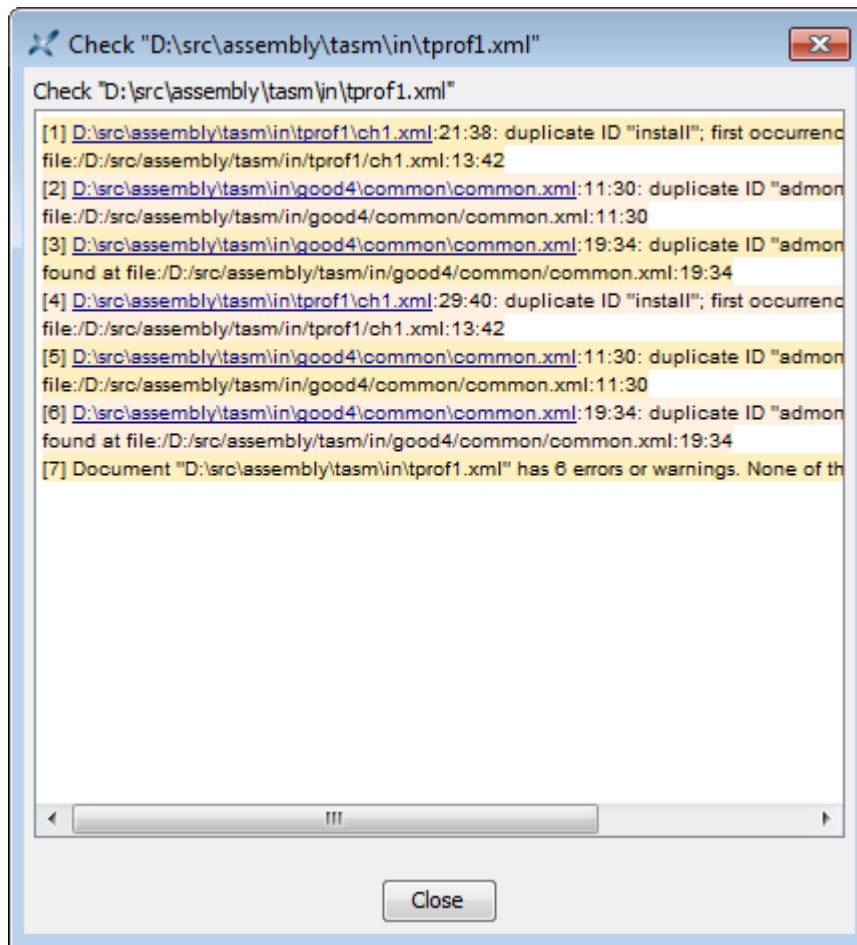 Check "D:\src\assembly\tasm\in\tprof1.xml"
Check "D:\src\assembly\tasm\in\tprof1.xml"
[1] D:\src\assembly\tasm\in\tprof1\ch1.xml:21:38: duplicate ID "install"; first occurrenc
file:/D:/src/assembly/tasm/in/tprof1/ch1.xml:13:42
[2] D:\src\assembly\tasm\in\good4\common\common.xml:11:30: duplicate ID "admon
file:/D:/src/assembly/tasm/in/good4/common/common.xml:11:30
[3] D:\src\assembly\tasm\in\good4\common\common.xml:19:34: duplicate ID "admon
found at file:/D:/src/assembly/tasm/in/good4/common/common.xml:19:34
[4] D:\src\assembly\tasm\in\tprof1\ch1.xml:29:40: duplicate ID "install"; first occurrenc
file:/D:/src/assembly/tasm/in/tprof1/ch1.xml:13:42
[5] D:\src\assembly\tasm\in\good4\common\common.xml:11:30: duplicate ID "admon
file:/D:/src/assembly/tasm/in/good4/common/common.xml:11:30
[6] D:\src\assembly\tasm\in\good4\common\common.xml:19:34: duplicate ID "admon
found at file:/D:/src/assembly/tasm/in/good4/common/common.xml:19:34
[7] Document "D:\src\assembly\tasm\in\tprof1.xml" has 6 errors or warnings. None of th
Close